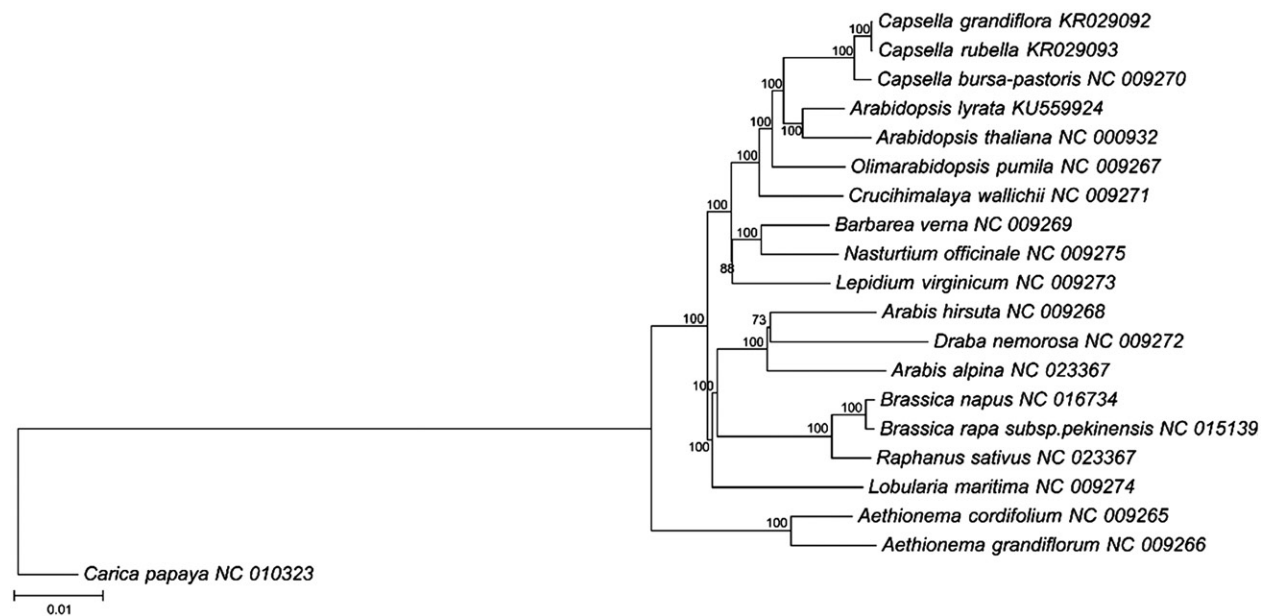 Capsella grandiflora KR029092
100
Capsella rubella KR029093
100
Capsella bursa-pastoris NC 009270
100
Arabidopsis lyrata KU559924
100
100
Arabidopsis thaliana NC 000932
100
Olimarabidopsis pumila NC 009267
Crucihimalaya wallichii NC 009271
100
Barbarea verna NC 009269
100
Nasturtium officinale NC 009275
88
Lepidium virginicum NC 009273
Arabis hirsuta NC 009268
100
73
Draba nemorosa NC 009272
100
Arabis alpina NC 023367
100
Brassica napus NC 016734
100
100
Brassica rapa subsp.pekinensis NC 015139
100
Raphanus sativus NC 023367
Lobularia maritima NC 009274
Aethionema cordifolium NC 009265
100
Aethionema grandiflorum NC 009266
Carica papaya NC 010323
0.01